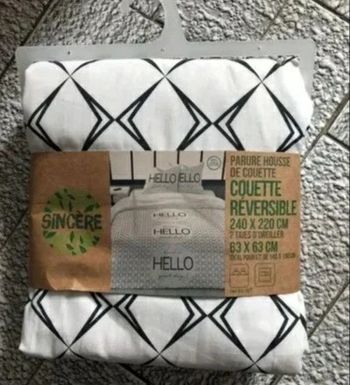 SINCÈRE
HELLO ELLO
HELLO
HELLO
HELLO
PARURE HOUSSE
DE COUETTE
COUETTE
RÉVERSIBLE
240 X 220 CM
2 TAIES D'OREILLER
63 X 63 CM